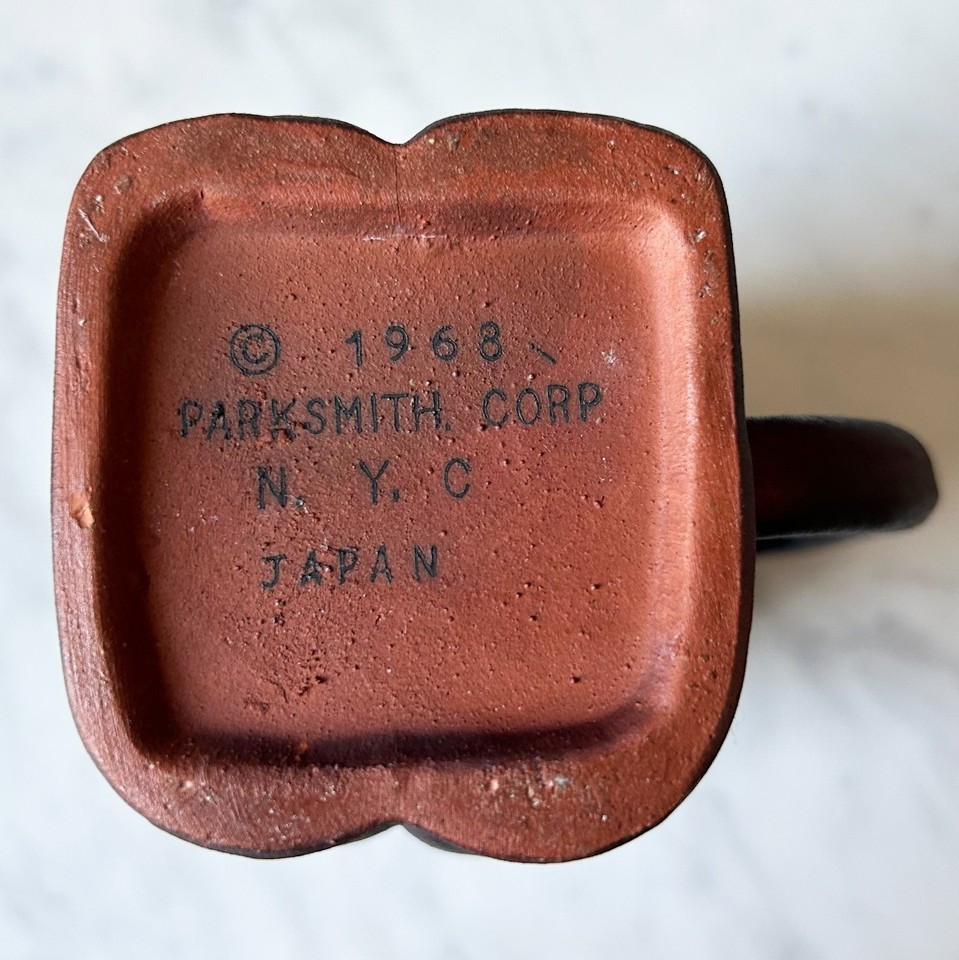 © 1968
PARKSMITH. CORP
N. Y. C
JAPAN